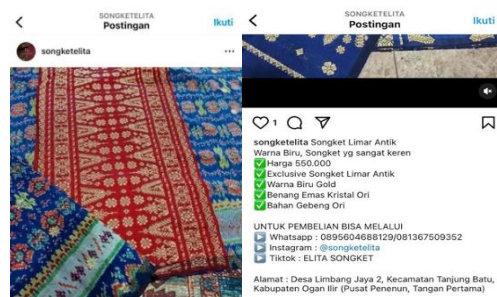 SONGKETELITA
Postingan
Ikuti
songketelita
SONGKETELITA
Postingan
Ikuti
1
songketelita Songket Limar Antik
Warna Biru, Songket yg sangat keren
✅Harga 550.000
✅Exclusive Songket Limar Antik
✅Warna Biru Gold
✅Benang Emas Kristal Ori
✅Bahan Gebeng Ori
UNTUK PEMBELIAN BISA MELALUI
▶️ Whatsapp : 0895604688129/081367509352
▶️ Instagram : @songketelita
▶️ Tiktok : ELITA SONGKET
Alamat : Desa Limbang Jaya 2, Kecamatan Tanjung Batu,
Kabupaten Ogan Ilir (Pusat Penenun, Tangan Pertama)